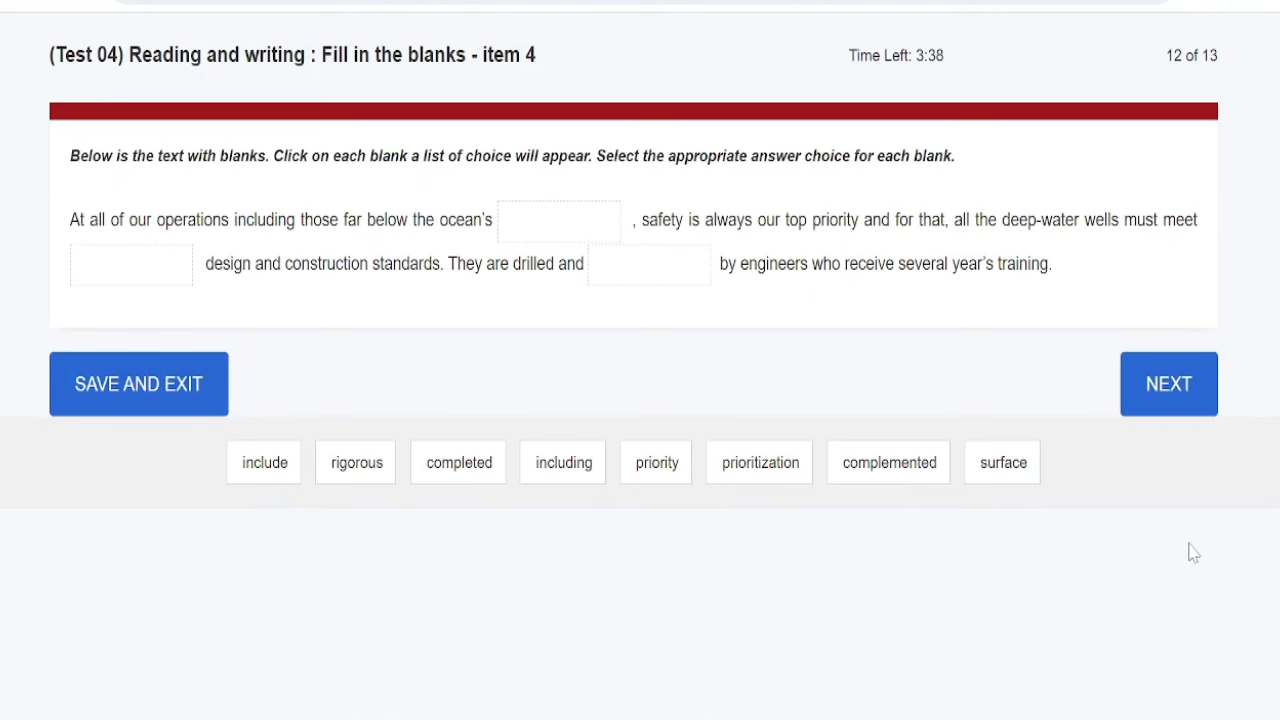 (Test 04) Reading and writing : Fill in the blanks - item 4 Time Left: 3:38 12 of 13
Below is the text with blanks. Click on each blank a list of choice will appear. Select the appropriate answer choice for each blank.
At all of our operations including those far below the ocean's , safety is always our top priority and for that, all the deep-water wells must meet
design and construction standards. They are drilled and by engineers who receive several year's training.
SAVE AND EXIT NEXT
include rigorous completed including priority prioritization complemented surface